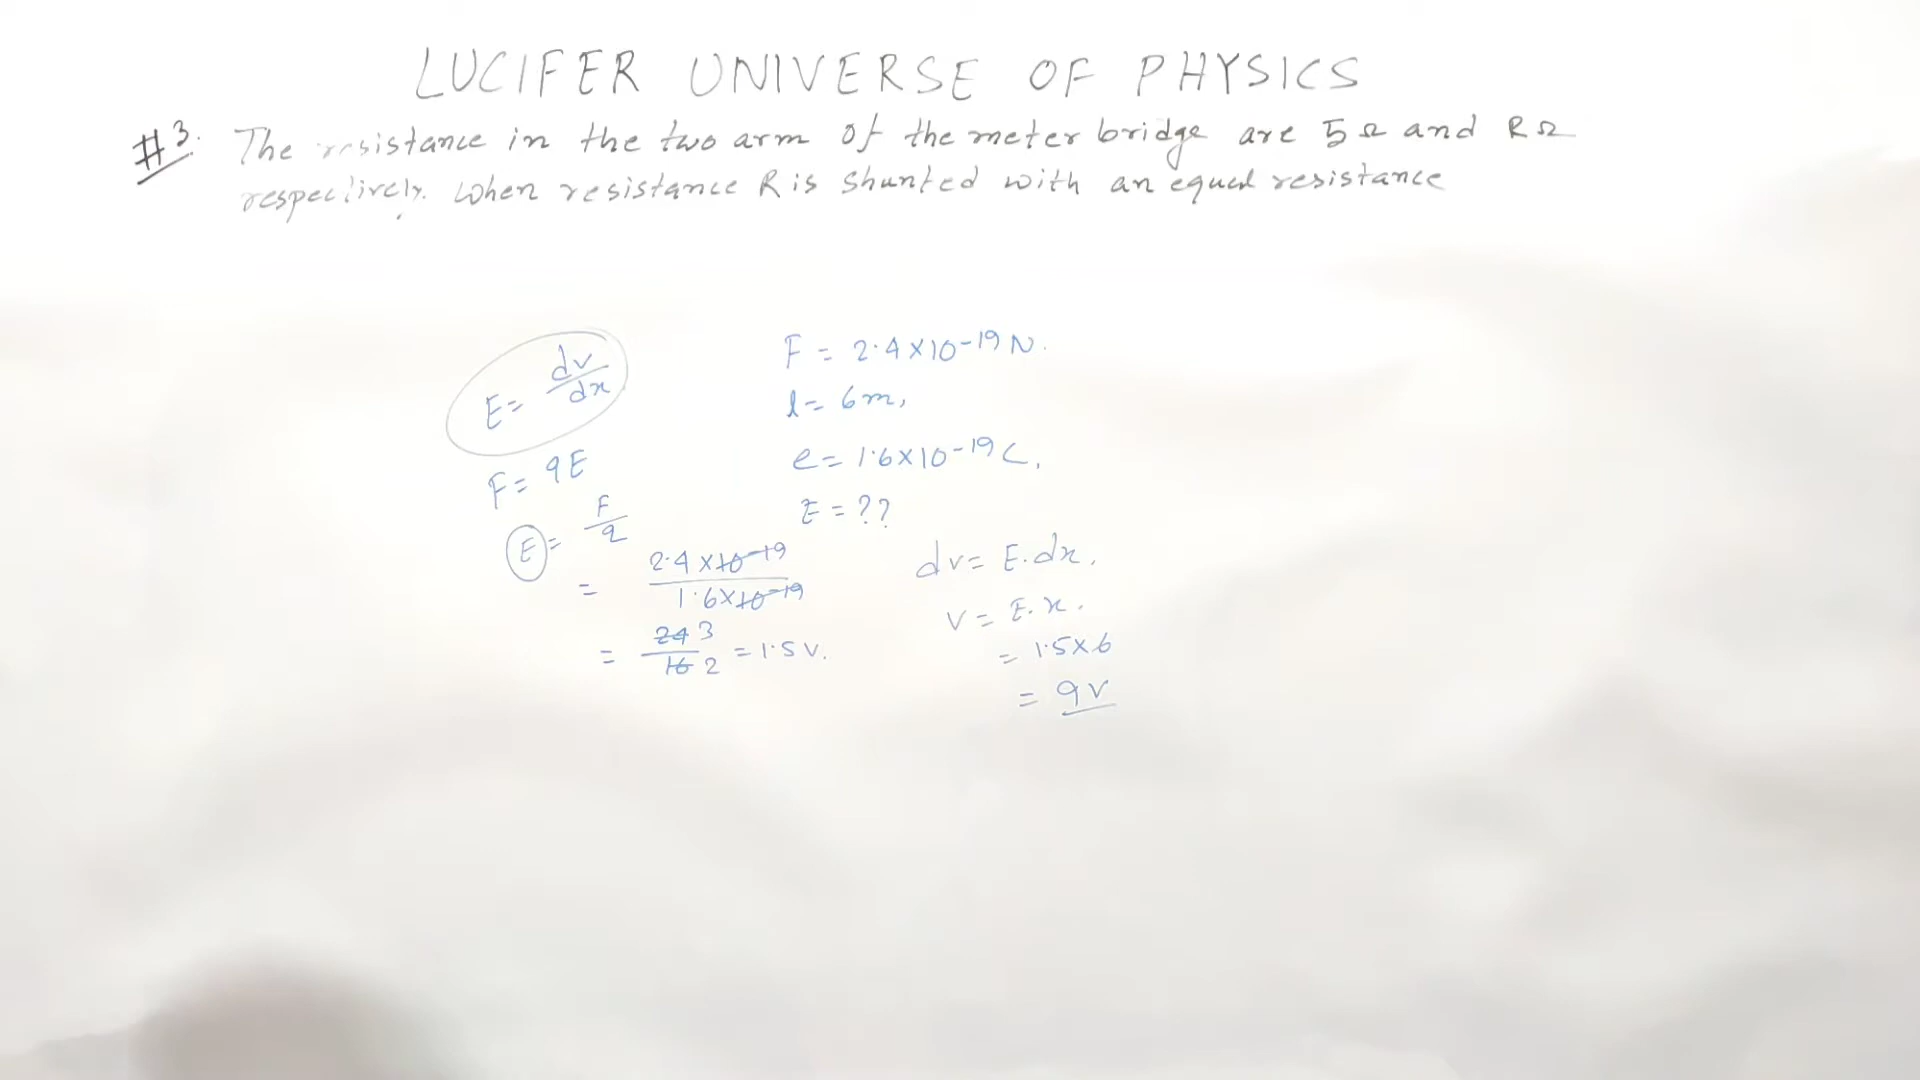 LUCIFER UNIVERSE OF PHYSICS
#3. The resistance in the two arm of the meter bridge are 5Ω and RΩ
respectively. When resistance R is shunted with an equal resistance
E = dv/dx
F = qE
E = F/q
= 2.4×10-19/1.6×10-19
= 24 3/16 2 = 1.5 V.
F = 2.4×10-19 N.
l = 6m,
e = 1.6×10-19 C.
E = ??
dv = E.dx.
V = E.x.
= 1.5×6
= 9V